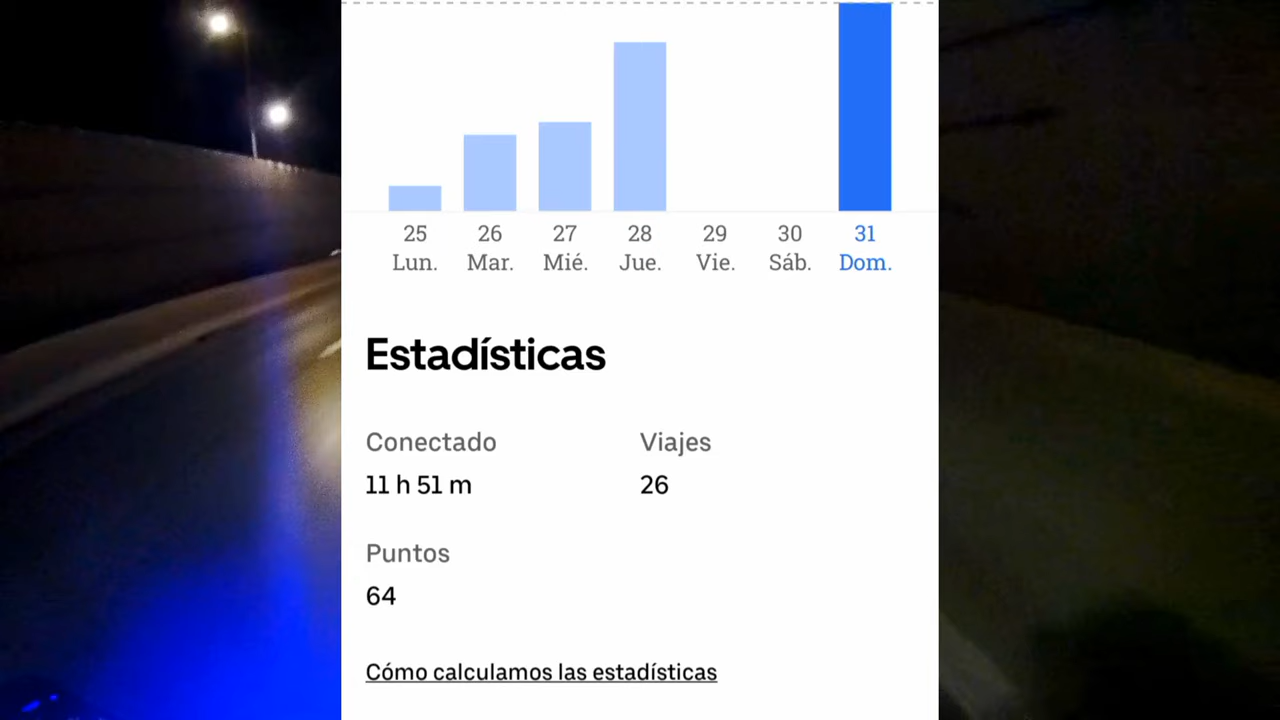 25 26 27 28 29 30 31
Lun. Mar. Mié. Jue. Vie. Sáb. Dom.
Estadísticas
Conectado Viajes
11 h 51 m 26
Puntos
64
Cómo calculamos las estadísticas